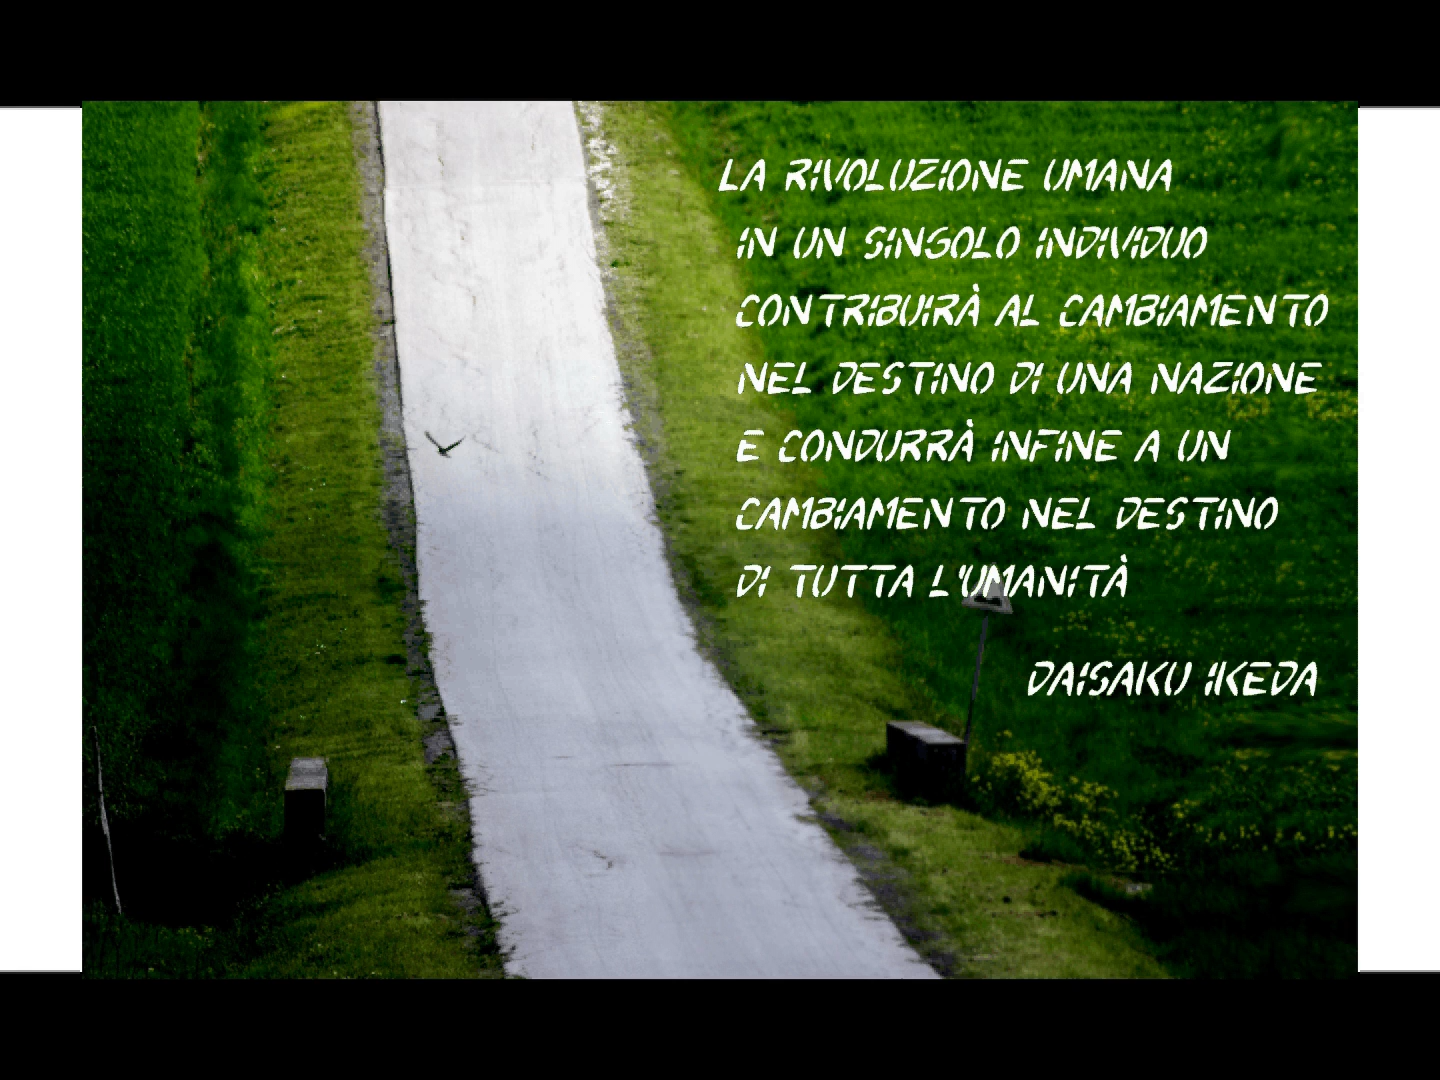 LA RIVOLUZIONE UMANA
IN UN SINGOLO INDIVIDUO
CONTRIBUIRÀ AL CAMBIAMENTO
NEL DESTINO DI UNA NAZIONE
E CONDURRÀ INFINE A UN
CAMBIAMENTO NEL DESTINO
DI TUTTA L'UMANITÀ
DAISAKU IKEDA